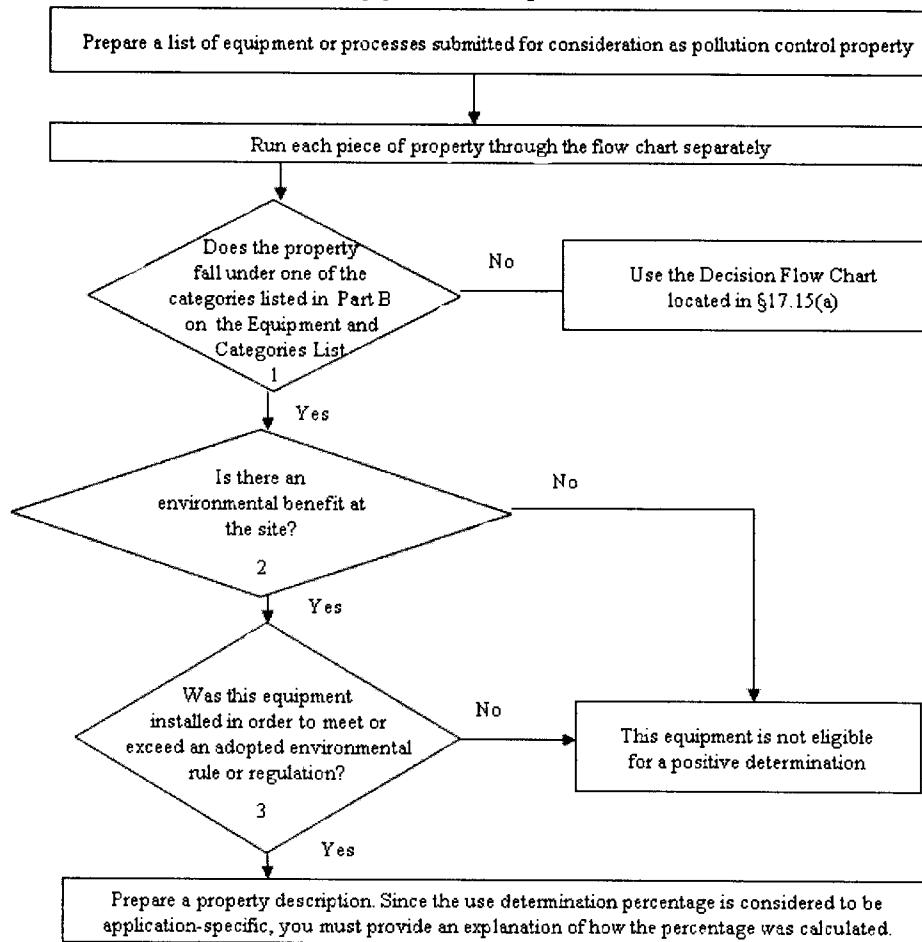 Prepare a list of equipment or processes submitted for consideration as pollution control property
Run each piece of property through the flow chart separately
Does the property
fall under one of the
categories listed in Part B
on the Equipment and
Categories List
1
No
Use the Decision Flow Chart
located in §17.15(a)
Yes
Is there an
environmental benefit at
the site?
2
No
Yes
Was this equipment
installed in order to meet or
exceed an adopted environmental
rule or regulation?
3
No
This equipment is not eligible
for a positive determination
Yes
Prepare a property description. Since the use determination percentage is considered to be
application-specific, you must provide an explanation of how the percentage was calculated.